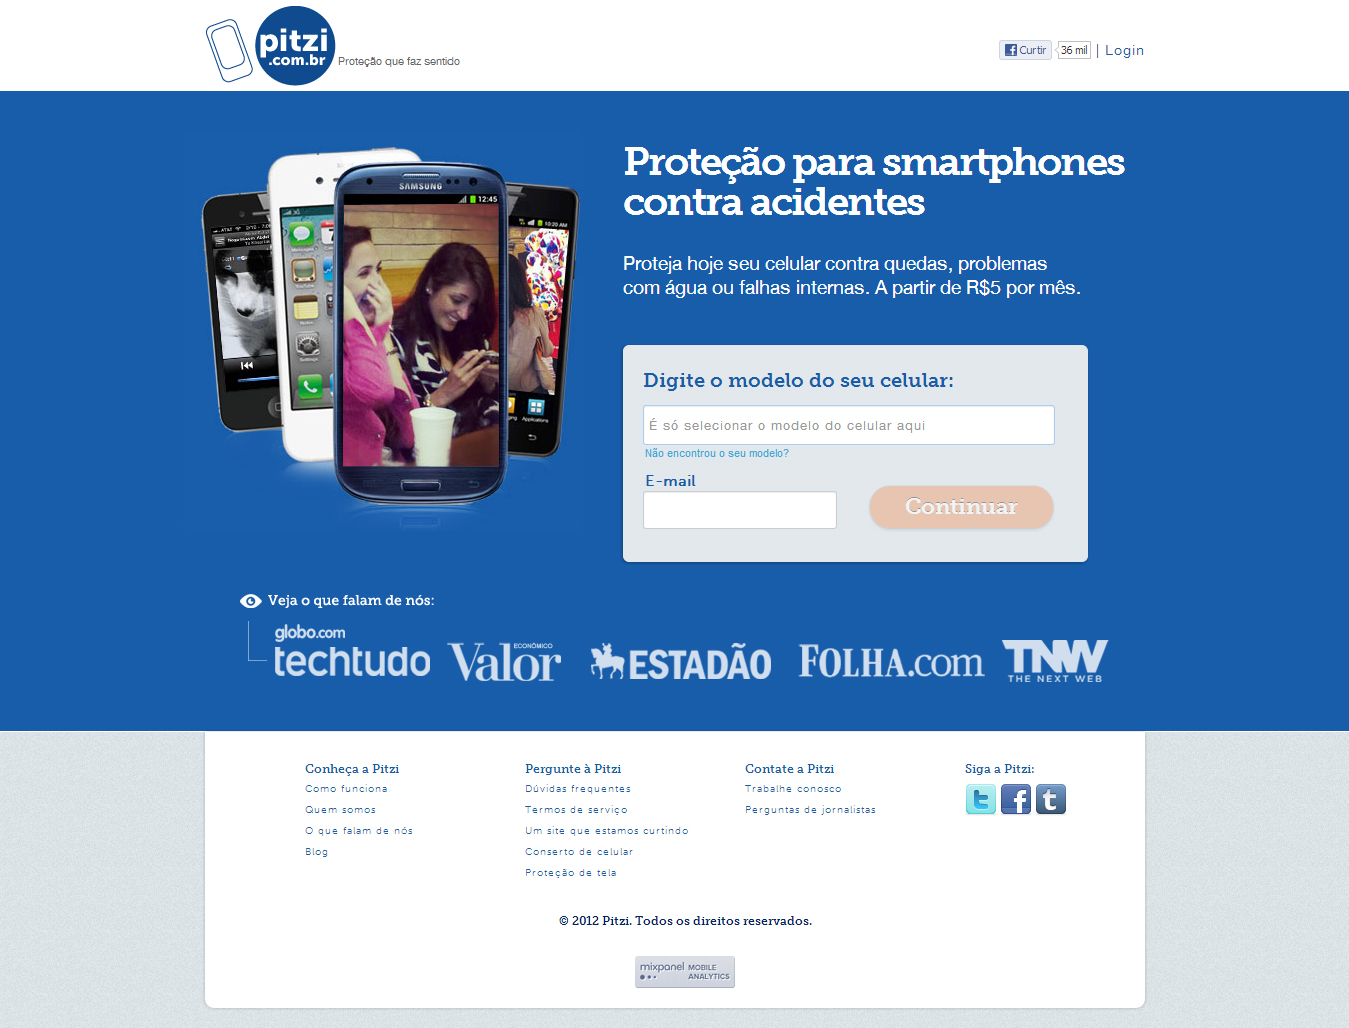 pitzi
.com.br
Proteção que faz sentido
Curtir
36 mil
| Login
SAMSUNG
12:45
10:20 AM
Proteção para smartphones
contra acidentes
Proteja hoje seu celular contra quedas, problemas
com água ou falhas internas. A partir de R$5 por mês.
Digite o modelo do seu celular:
É só selecionar o modelo do celular aqui
Não encontrou o seu modelo?
E-mail
Continuar
Veja o que falam de nós:
globo.com
techtudo
ECONÔMICO
Valor
ESTADÃO
FOLHA.com
TNW
THE NEXT WEB
Conheça a Pitzi
Como funciona
Quem somos
O que falam de nós
Blog
Pergunte à Pitzi
Dúvidas frequentes
Termos de serviço
Um site que estamos curtindo
Conserto de celular
Proteção de tela
Contate a Pitzi
Trabalhe conosco
Perguntas de jornalistas
Siga a Pitzi:
© 2012 Pitzi. Todos os direitos reservados.
mixpanel MOBILE
ANALYTICS